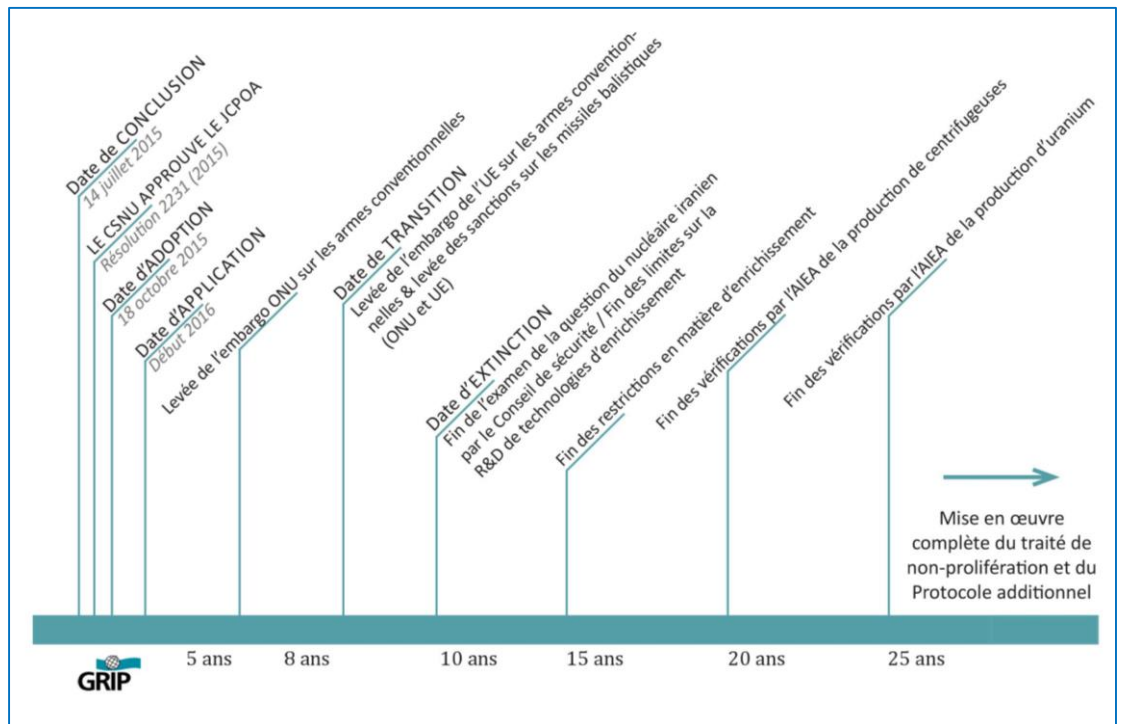 Date de CONCLUSION
14 juillet 2015
LE CSNU APPROUVE LE JCPOA
Résolution 2231 (2015)
Date d'ADOPTION
18 octobre 2015
Date d'APPLICATION
Début 2016
Levée de l'embargo ONU sur les armes conventionnelles
Date de TRANSITION
Levée de l'embargo de l'UE sur les armes convention-
nelles & levée des sanctions sur les missiles balistiques
(ONU et UE)
Date d'EXTINCTION
Fin de l'examen de la question du nucléaire iranien
par le Conseil de sécurité / Fin des limites sur la
R&D de technologies d'enrichissement
Fin des restrictions en matière d'enrichissement
Fin des vérifications par l'AIEA de la production de centrifugeuses
Fin des vérifications par l'AIEA de la production d'uranium
Mise en œuvre
complète du traité de
non-prolifération et du
Protocole additionnel
5 ans
8 ans
10 ans
15 ans
20 ans
25 ans
GRIP